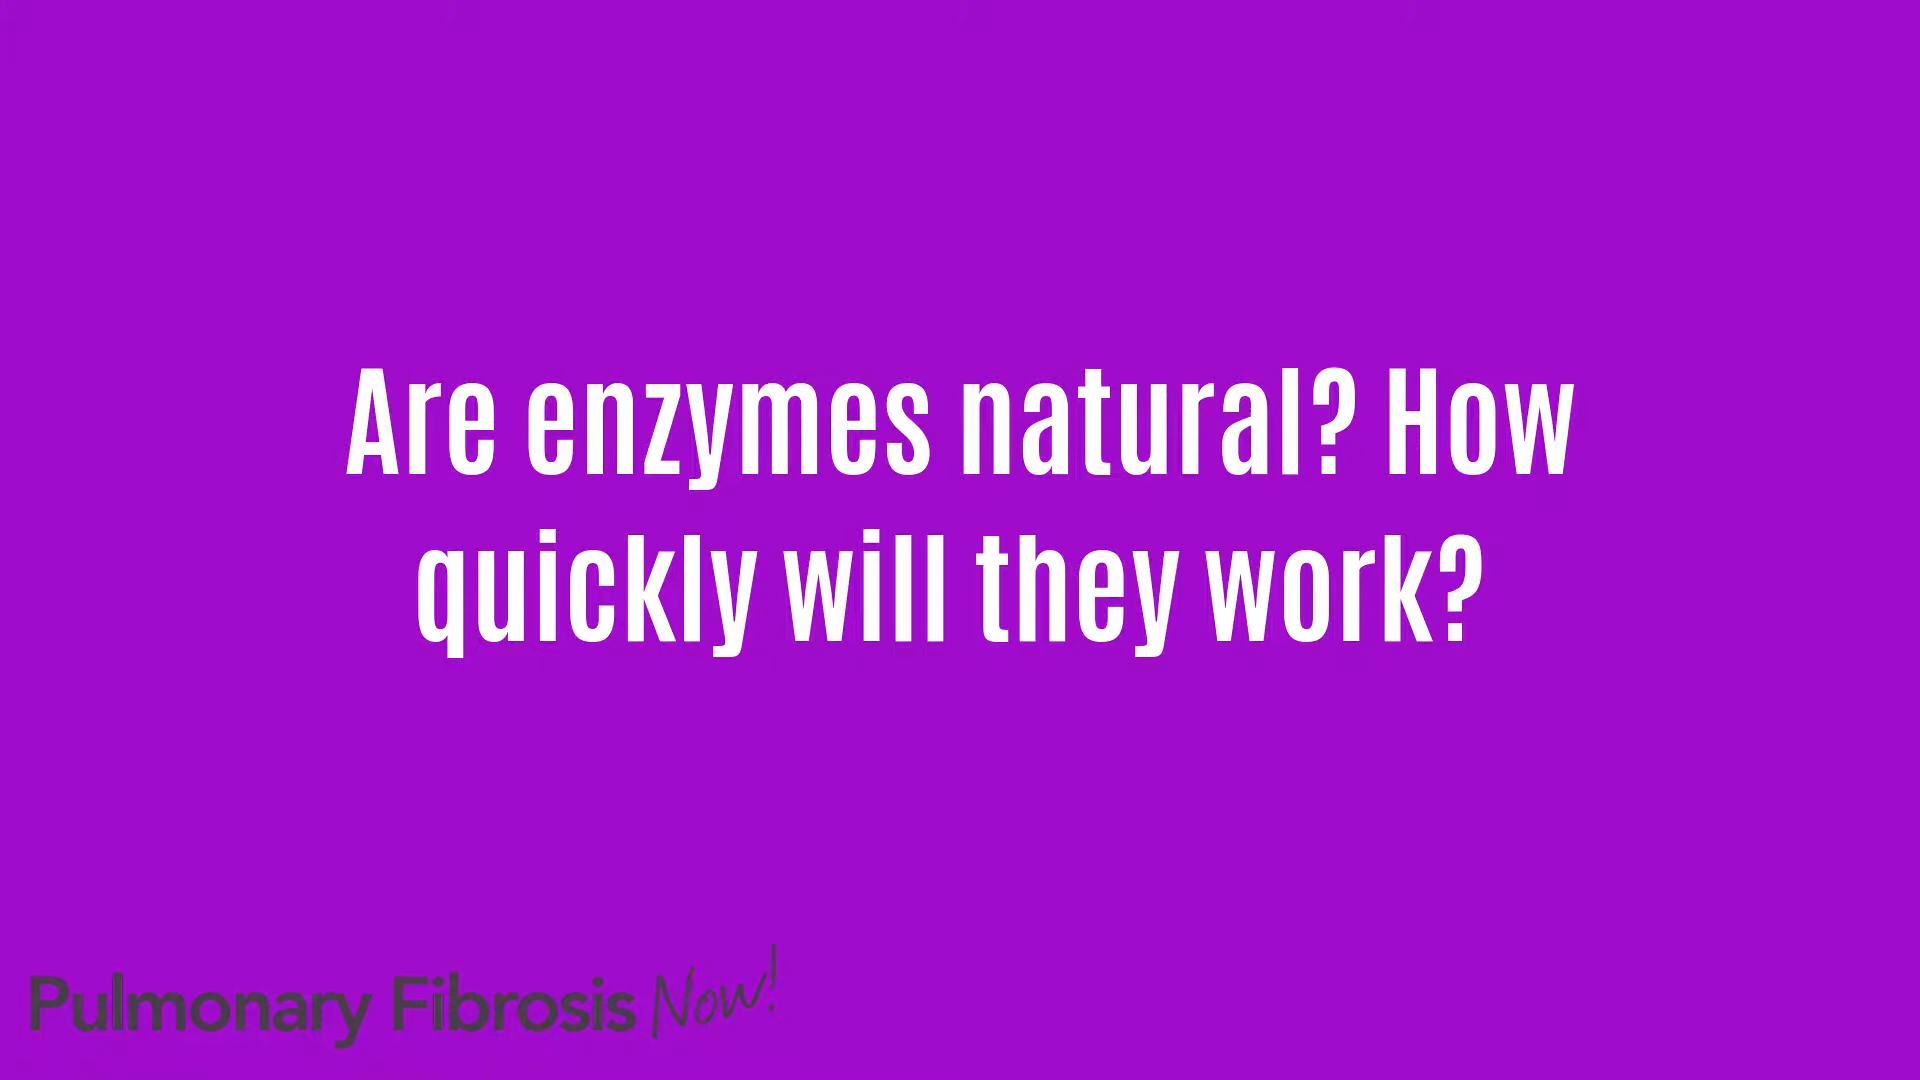 Are enzymes natural? How
quickly will they work?
Pulmonary Fibrosis Now!